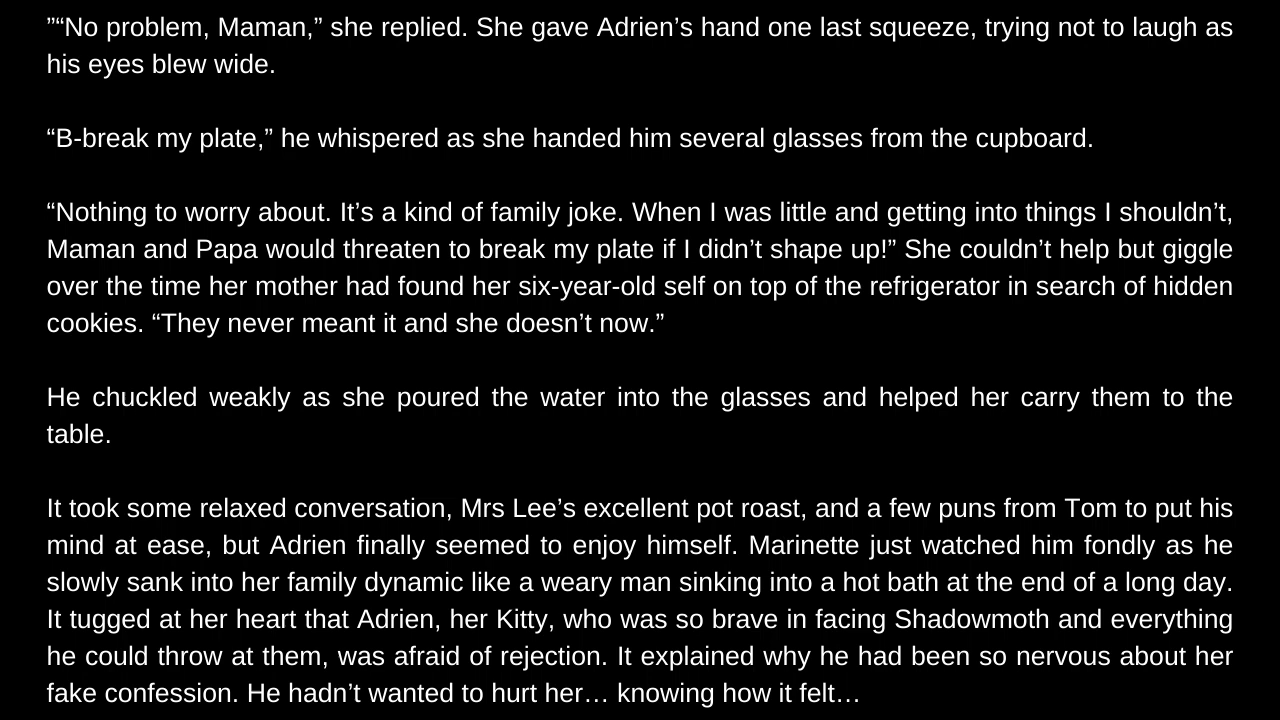 ”“No problem, Maman,” she replied. She gave Adrien’s hand one last squeeze, trying not to laugh as
his eyes blew wide.
“B-break my plate,” he whispered as she handed him several glasses from the cupboard.
“Nothing to worry about. It’s a kind of family joke. When I was little and getting into things I shouldn’t,
Maman and Papa would threaten to break my plate if I didn’t shape up!” She couldn’t help but giggle
over the time her mother had found her six-year-old self on top of the refrigerator in search of hidden
cookies. “They never meant it and she doesn’t now.”
He chuckled weakly as she poured the water into the glasses and helped her carry them to the
table.
It took some relaxed conversation, Mrs Lee’s excellent pot roast, and a few puns from Tom to put his
mind at ease, but Adrien finally seemed to enjoy himself. Marinette just watched him fondly as he
slowly sank into her family dynamic like a weary man sinking into a hot bath at the end of a long day.
It tugged at her heart that Adrien, her Kitty, who was so brave in facing Shadowmoth and everything
he could throw at them, was afraid of rejection. It explained why he had been so nervous about her
fake confession. He hadn’t wanted to hurt her… knowing how it felt…